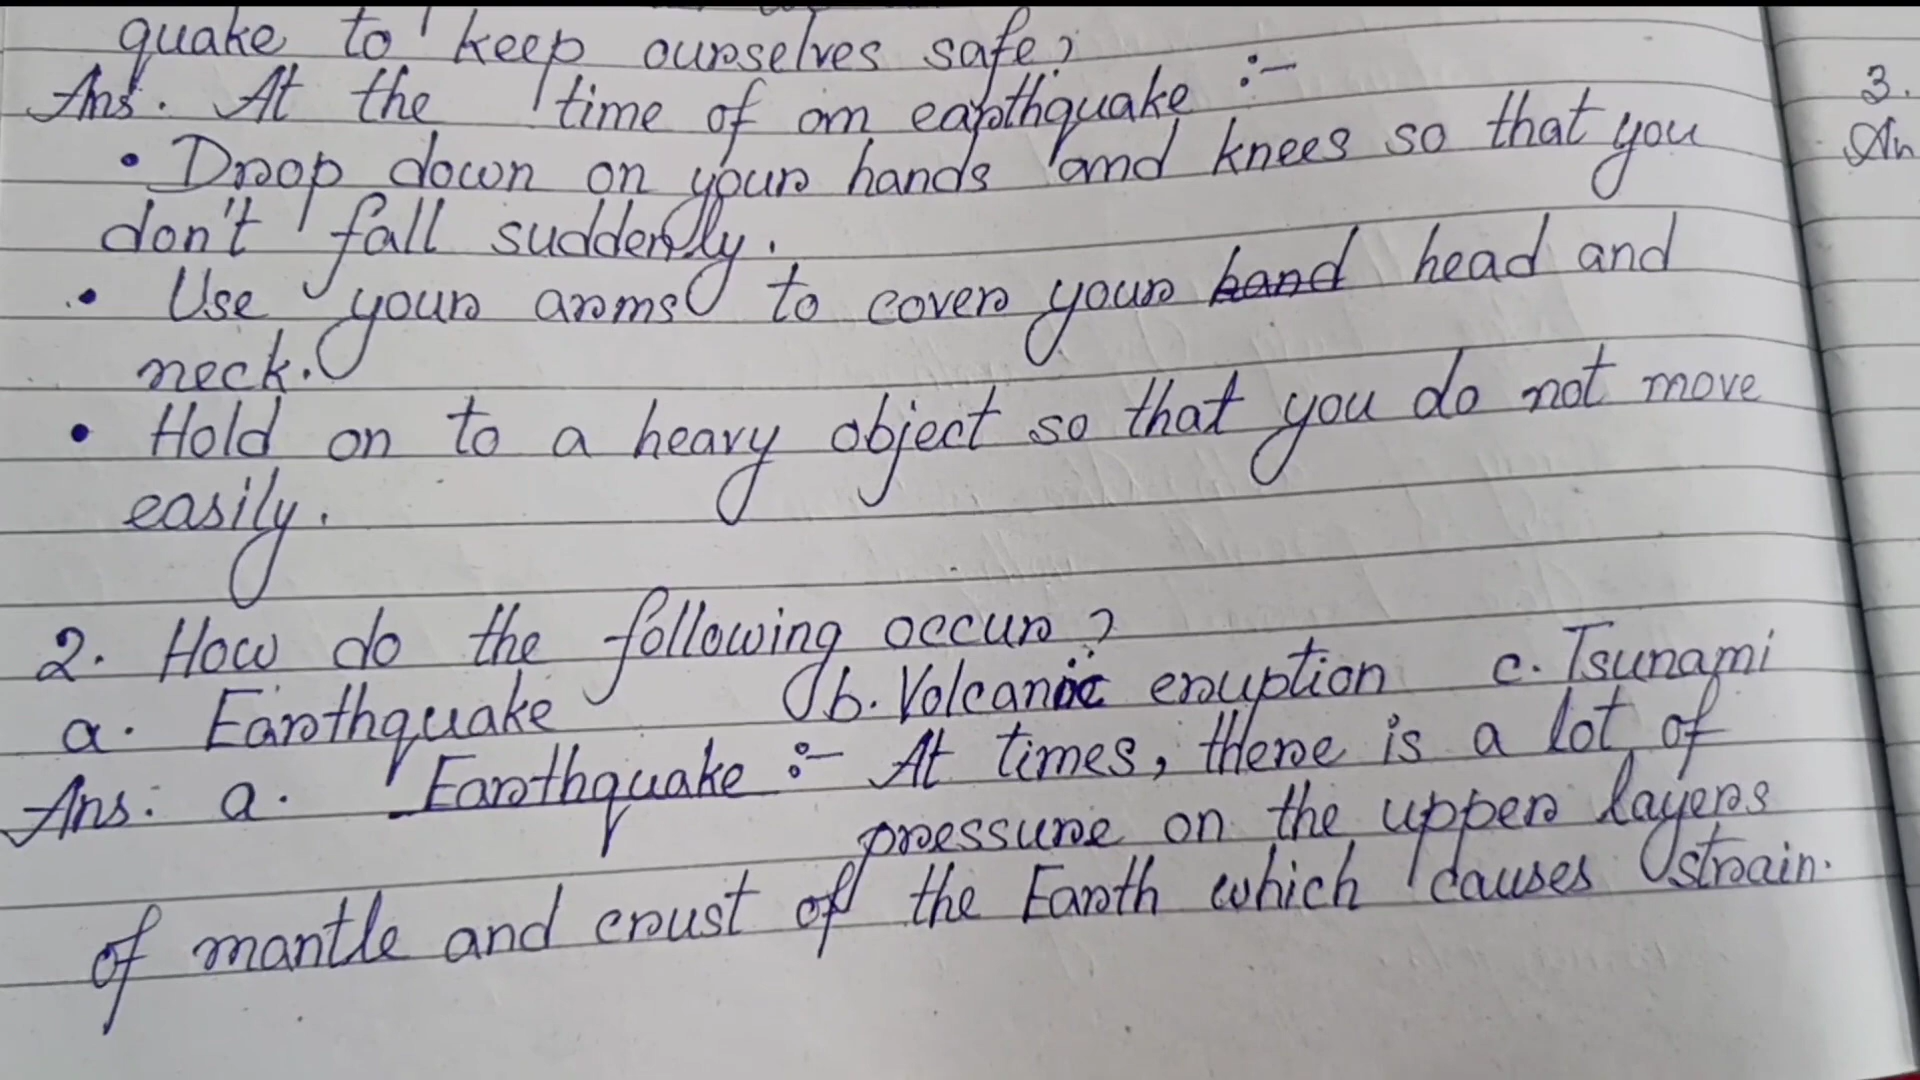 quake to keep ourselves safe?
Ans. At the time of an earthquake :-
• Drop down on your hands and knees so that you
don't fall suddenly.
• Use your arms to cover your hand head and
neck.
• Hold on to a heavy object so that you do not move
easily.
2. How do the following occur?
a. Earthquake b. Volcanic eruption c. Tsunami
Ans: a. Earthquake :- At times, there is a lot of
pressure on the upper layers
of mantle and crust of the Earth which causes strain.
3.
An